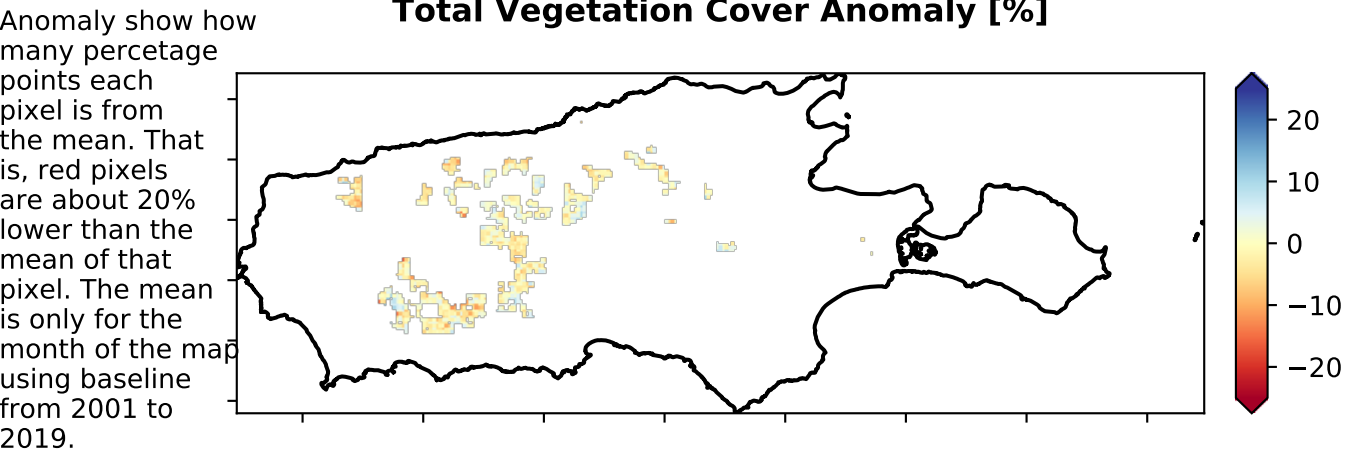 Total Vegetation Cover Anomaly [%]
Anomaly show how
many percetage
points each
pixel is from
the mean. That
is, red pixels
are about 20%
lower than the
mean of that
pixel. The mean
is only for the
month of the map
using baseline
from 2001 to
2019.
20
10
0
−10
−20